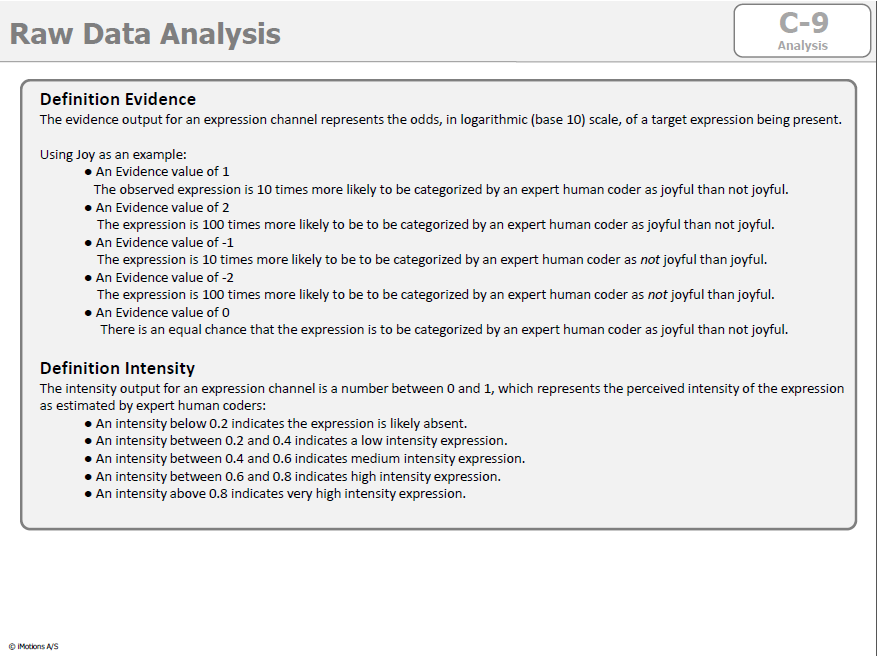 Raw Data Analysis
C-9
Analysis
Definition Evidence
The evidence output for an expression channel represents the odds, in logarithmic (base 10) scale, of a target expression being present.
Using Joy as an example:
● An Evidence value of 1
The observed expression is 10 times more likely to be categorized by an expert human coder as joyful than not joyful.
● An Evidence value of 2
The expression is 100 times more likely to be to be categorized by an expert human coder as joyful than not joyful.
● An Evidence value of -1
The expression is 10 times more likely to be to be categorized by an expert human coder as not joyful than joyful.
● An Evidence value of -2
The expression is 100 times more likely to be to be categorized by an expert human coder as not joyful than joyful.
● An Evidence value of 0
There is an equal chance that the expression is to be categorized by an expert human coder as joyful than not joyful.
Definition Intensity
The intensity output for an expression channel is a number between 0 and 1, which represents the perceived intensity of the expression
as estimated by expert human coders:
● An intensity below 0.2 indicates the expression is likely absent.
● An intensity between 0.2 and 0.4 indicates a low intensity expression.
● An intensity between 0.4 and 0.6 indicates medium intensity expression.
● An intensity between 0.6 and 0.8 indicates high intensity expression.
● An intensity above 0.8 indicates very high intensity expression.
© iMotions A/S